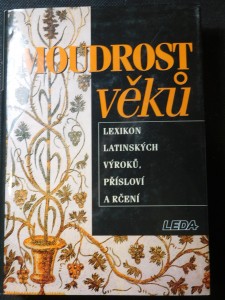 MOUDROST
věků
LEXIKON
LATINSKÝCH
VÝROKŮ,
PŘÍSLOVÍ
A RČENÍ
LEDA